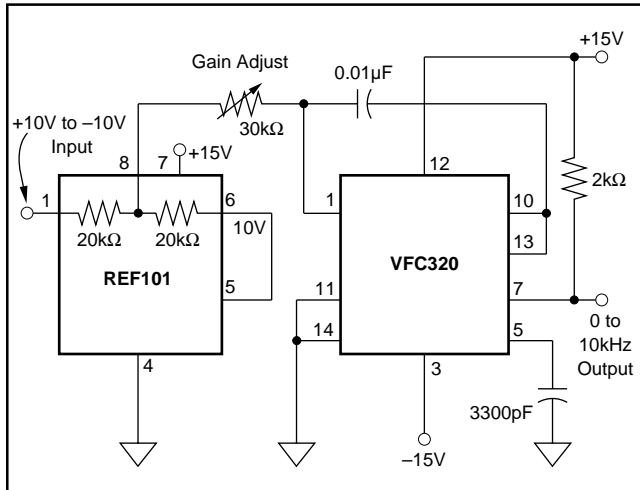 +15V
Gain Adjust
0.01µF
30kΩ
+10V to –10V
Input
8
7
+15V
12
2kΩ
1
6
1
10
20kΩ
20kΩ
10V
13
REF101
5
VFC320
11
7
14
5
0 to
10kHz
Output
4
3
3300pF
–15V